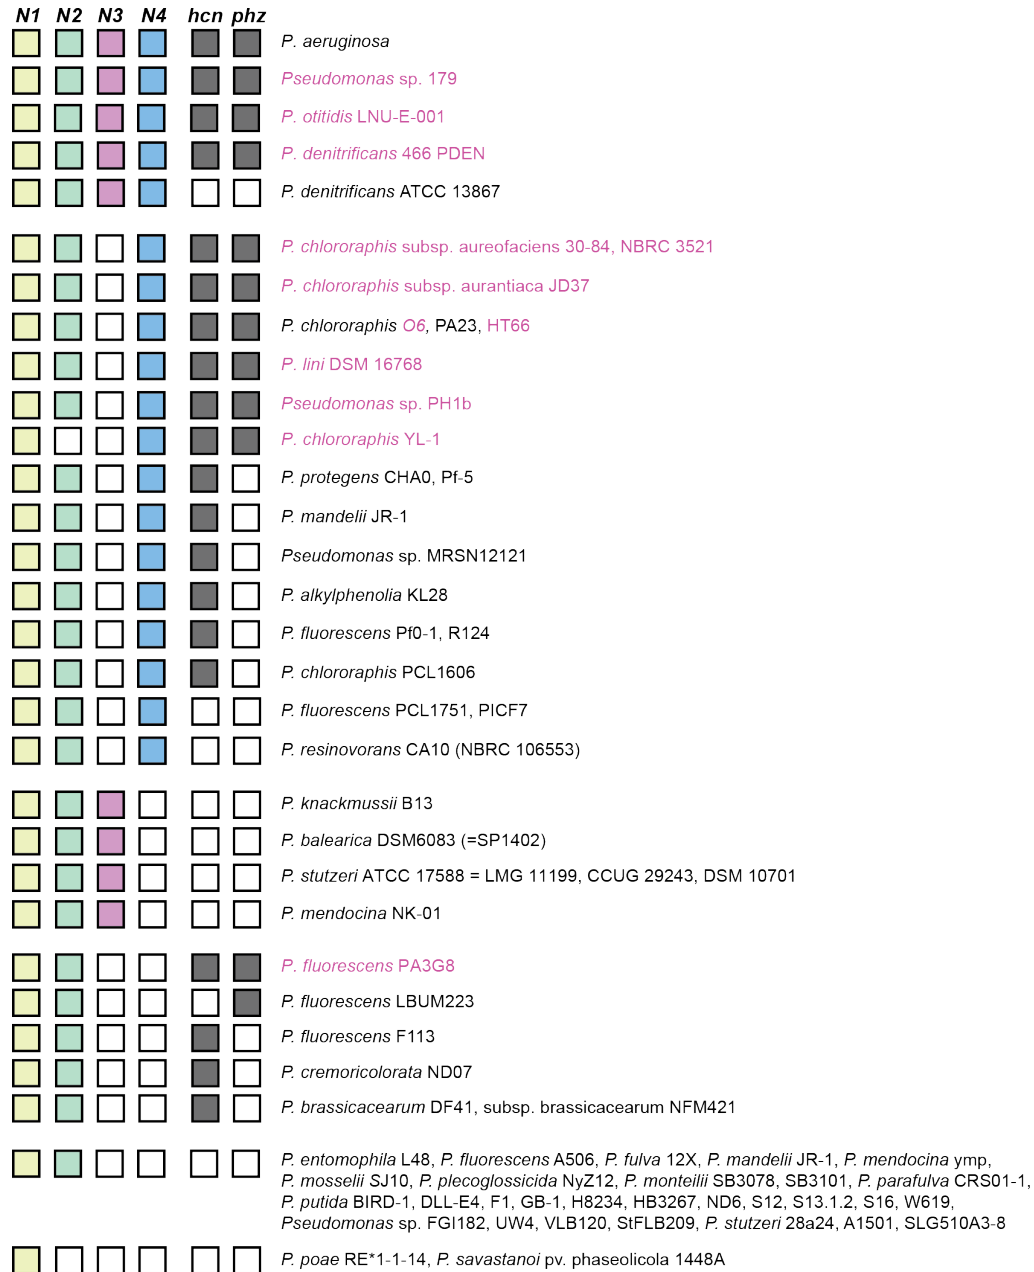 N1 N2 N3 N4 hcn phz
P. aeruginosa
Pseudomonas sp. 179
P. otitidis LNU-E-001
P. denitrificans 466 PDEN
P. denitrificans ATCC 13867
P. chlororaphis subsp. aureofaciens 30-84, NBRC 3521
P. chlororaphis subsp. aurantiaca JD37
P. chlororaphis O6, PA23, HT66
P. lini DSM 16768
Pseudomonas sp. PH1b
P. chlororaphis YL-1
P. protegens CHA0, Pf-5
P. mandelii JR-1
Pseudomonas sp. MRSN12121
P. alkylphenolia KL28
P. fluorescens Pf0-1, R124
P. chlororaphis PCL1606
P. fluorescens PCL1751, PICF7
P. resinovorans CA10 (NBRC 106553)
P. knackmussii B13
P. balearica DSM6083 (=SP1402)
P. stutzeri ATCC 17588 = LMG 11199, CCUG 29243, DSM 10701
P. mendocina NK-01
P. fluorescens PA3G8
P. fluorescens LBUM223
P. fluorescens F113
P. cremoricolorata ND07
P. brassicacearum DF41, subsp. brassicacearum NFM421
P. entomophila L48, P. fluorescens A506, P. fulva 12X, P. mandelii JR-1, P. mendocina ymp,
P. mosselii SJ10, P. plecoglossicida NyZ12, P. monteilii SB3078, SB3101, P. parafulva CRS01-1,
P. putida BIRD-1, DLL-E4, F1, GB-1, H8234, HB3267, ND6, S12, S13.1.2, S16, W619,
Pseudomonas sp. FGI182, UW4, VLB120, StFLB209, P. stutzeri 28a24, A1501, SLG510A3-8
P. poae RE*1-1-14, P. savastanoi pv. phaseolicola 1448A